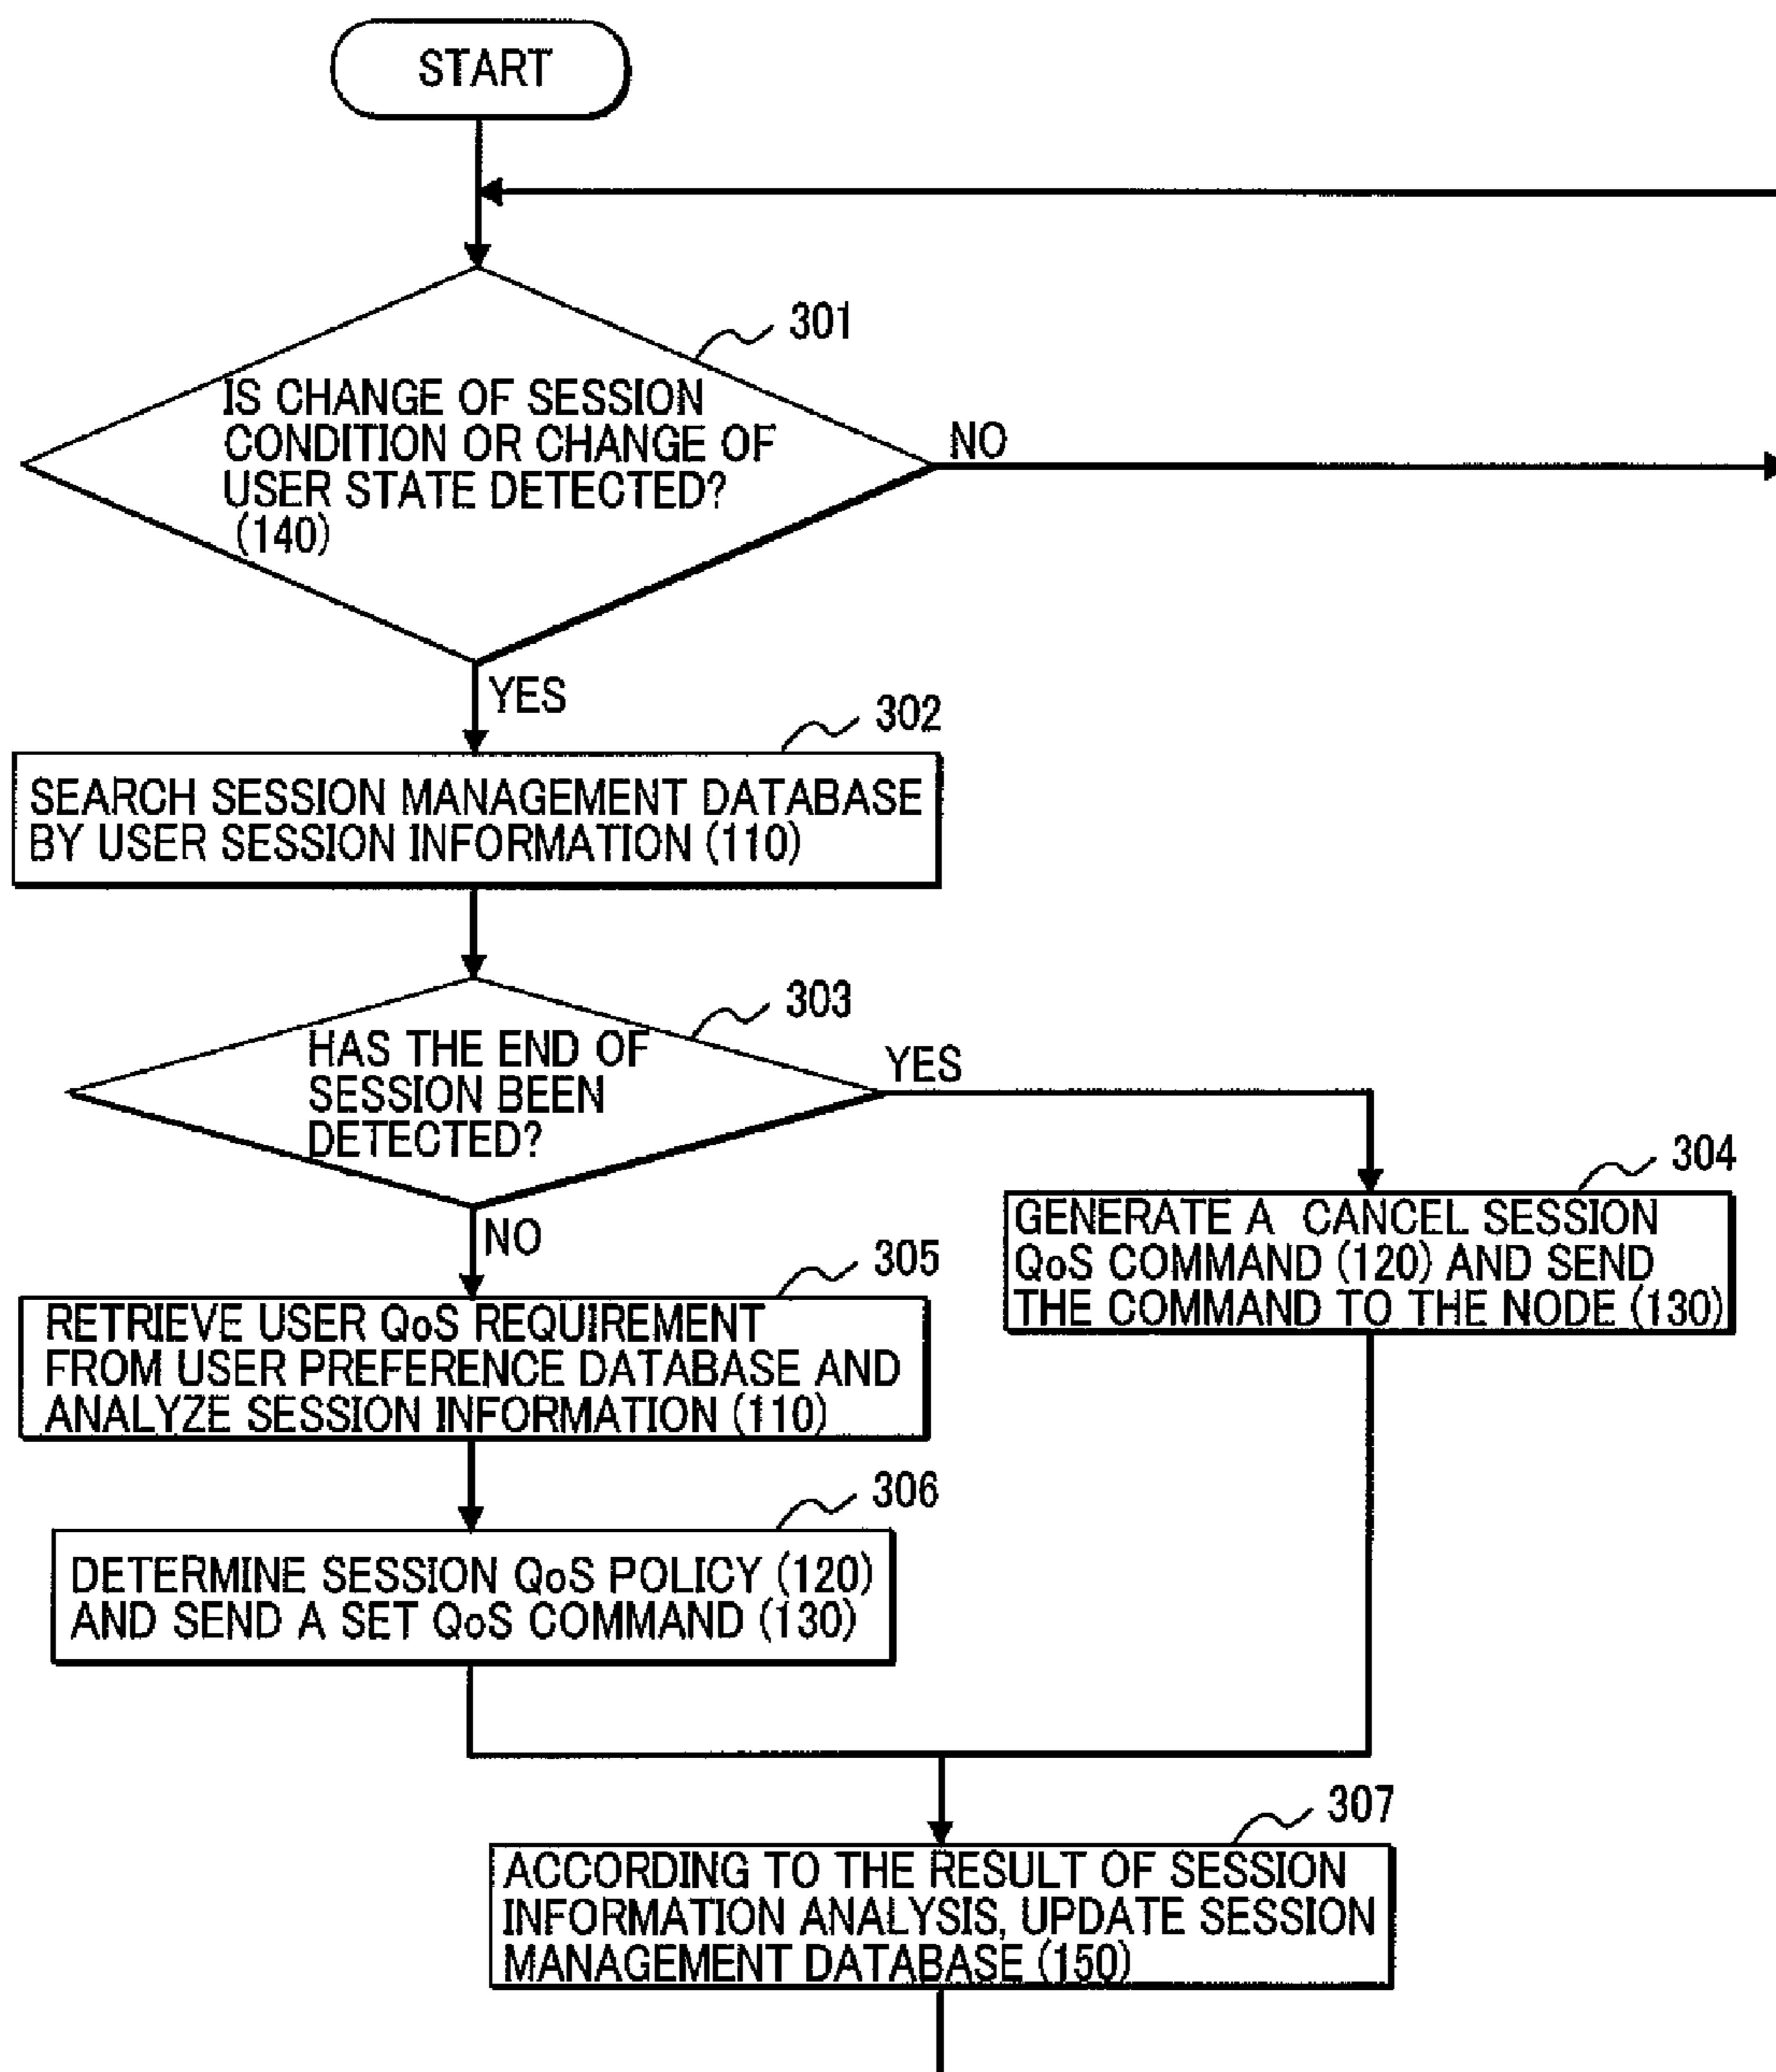 START
301
IS CHANGE OF SESSION
CONDITION OR CHANGE OF
USER STATE DETECTED?
(140)
NO
YES
302
SEARCH SESSION MANAGEMENT DATABASE
BY USER SESSION INFORMATION (110)
303
HAS THE END OF
SESSION BEEN
DETECTED?
YES
NO
304
GENERATE A CANCEL SESSION
QoS COMMAND (120) AND SEND
THE COMMAND TO THE NODE (130)
305
RETRIEVE USER QoS REQUIREMENT
FROM USER PREFERENCE DATABASE AND
ANALYZE SESSION INFORMATION (110)
306
DETERMINE SESSION QoS POLICY (120)
AND SEND A SET QoS COMMAND (130)
307
ACCORDING TO THE RESULT OF SESSION
INFORMATION ANALYSIS, UPDATE SESSION
MANAGEMENT DATABASE (150)